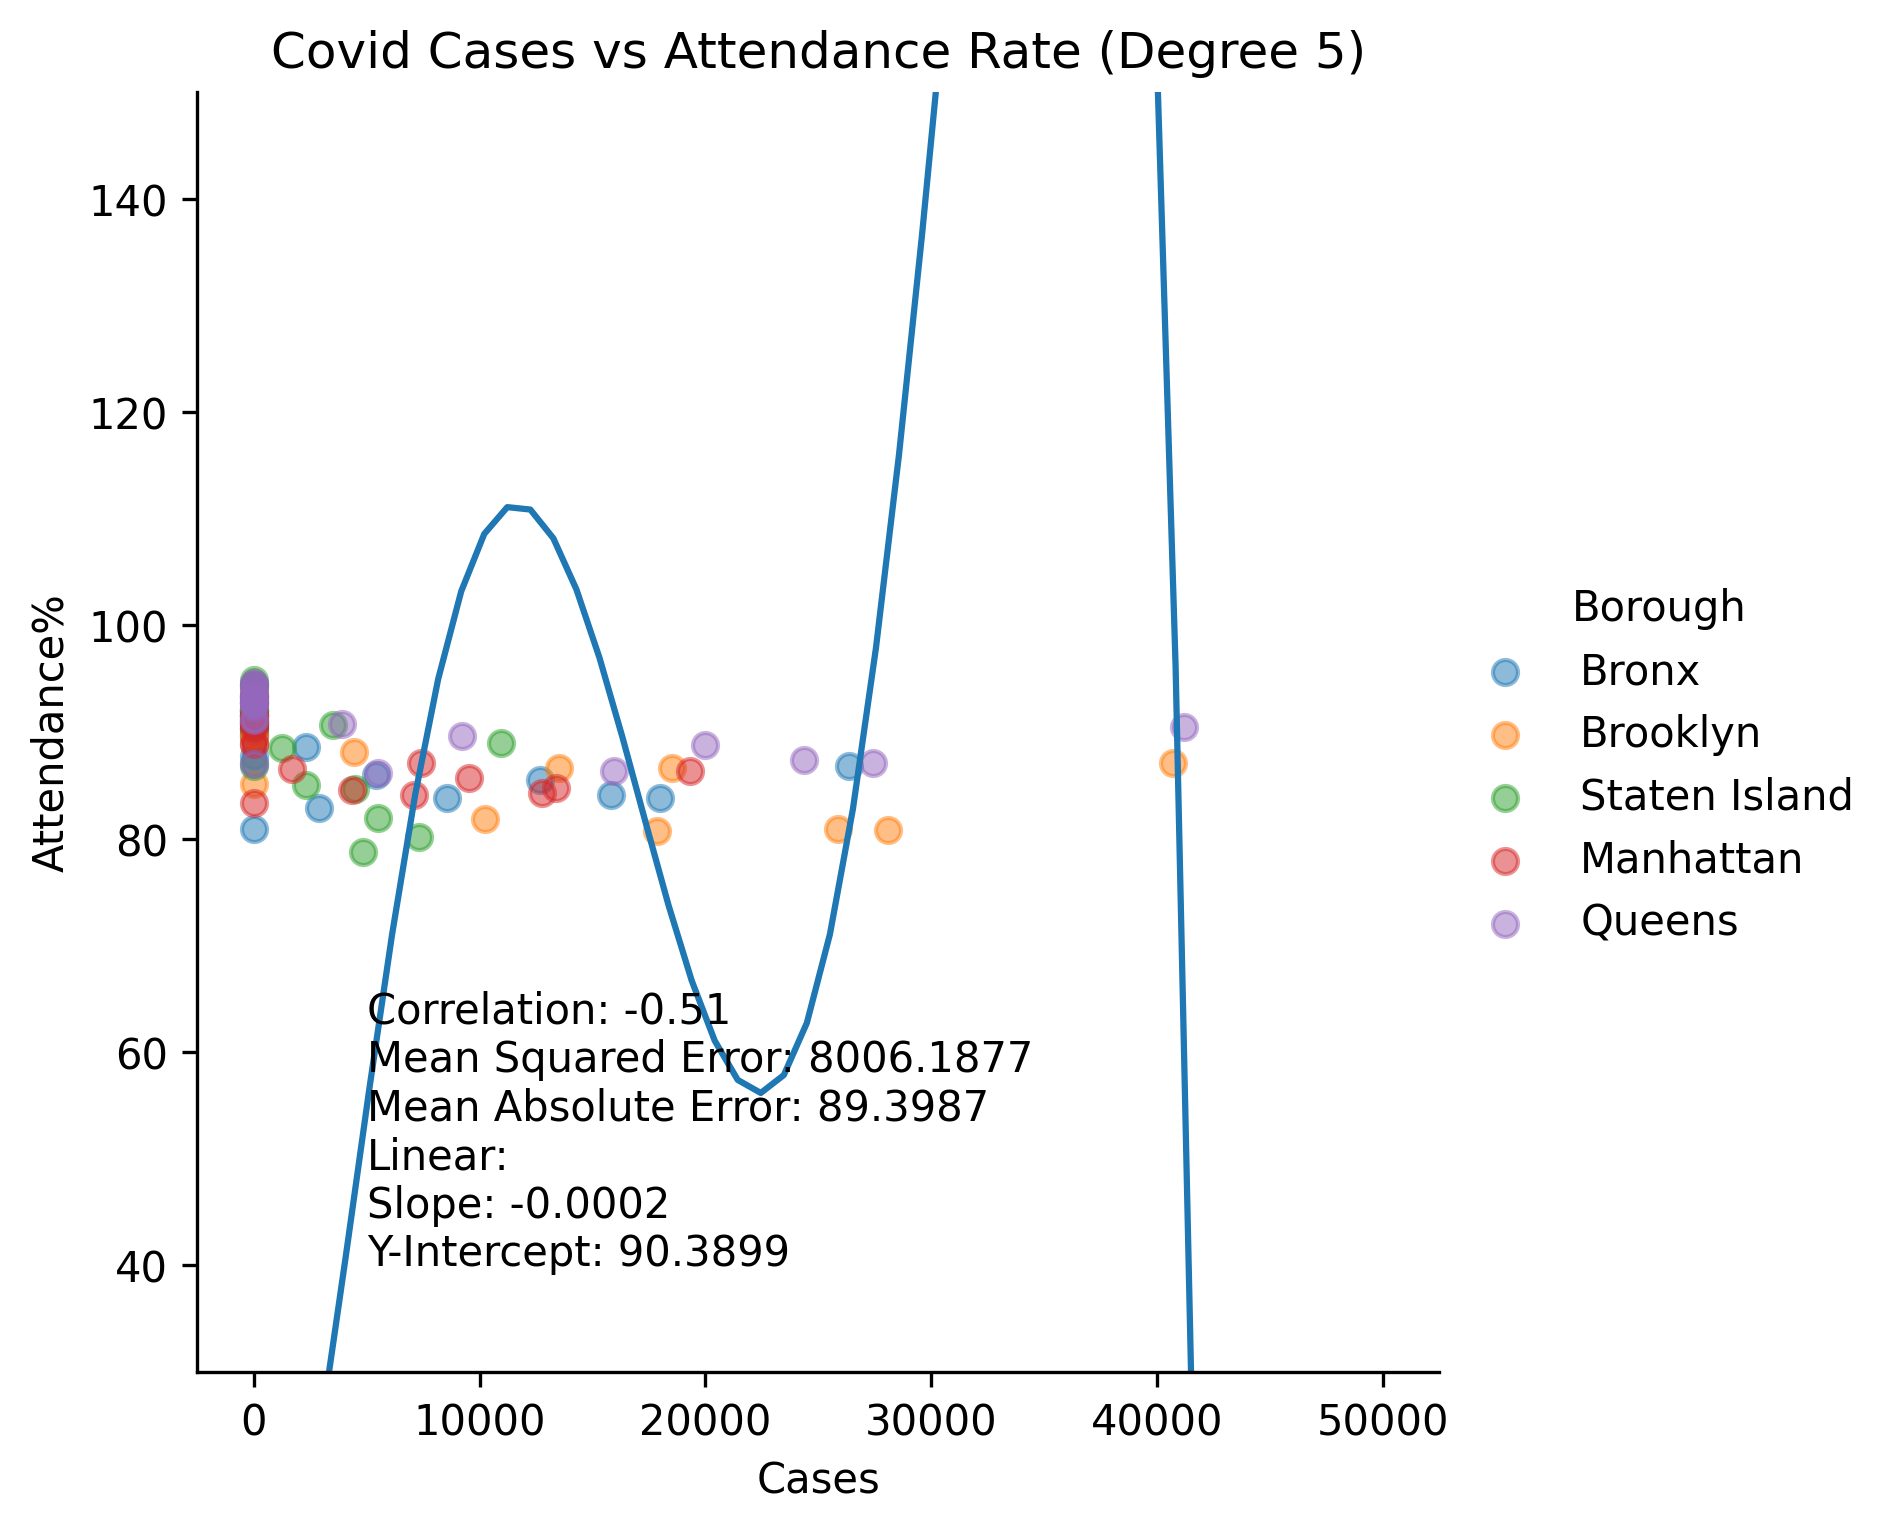 Covid Cases vs Attendance Rate (Degree 5)
Attendance%
140
120
100
80
60
40
Correlation: -0.51
Mean Squared Error: 8006.1877
Mean Absolute Error: 89.3987
Linear:
Slope: -0.0002
Y-Intercept: 90.3899
0 10000 20000 30000 40000 50000
Cases
Borough
Bronx
Brooklyn
Staten Island
Manhattan
Queens